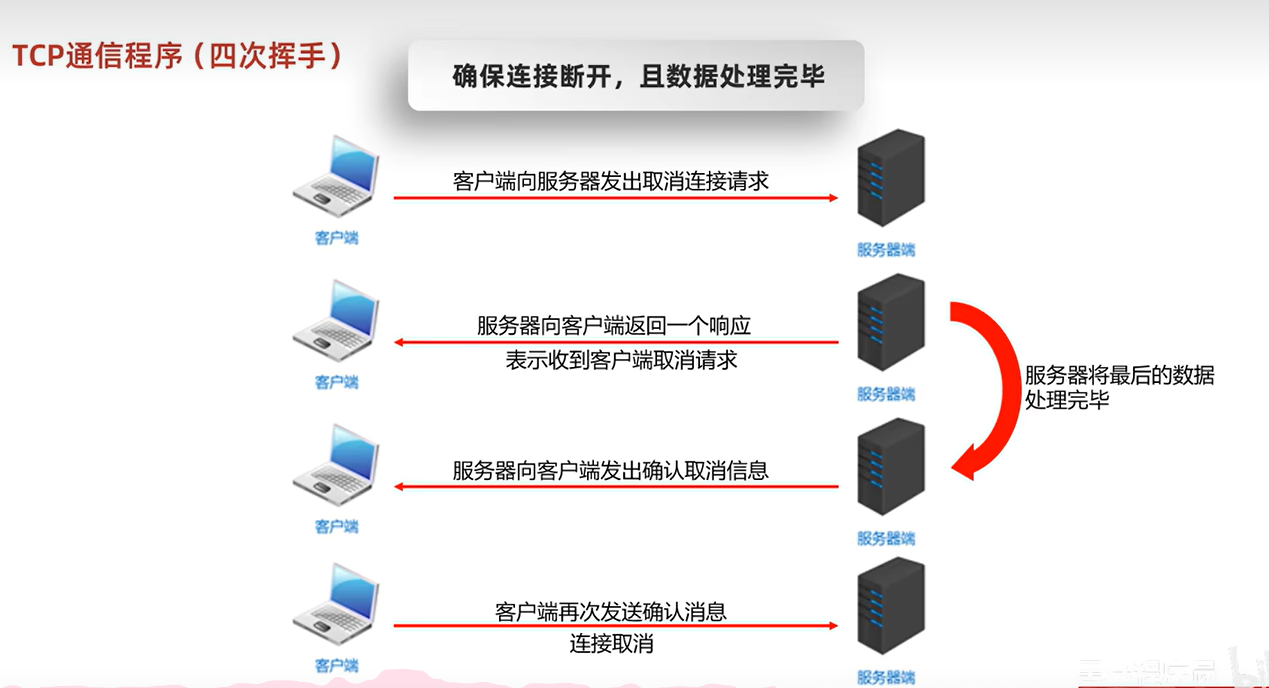 TCP通信程序（四次挥手）
确保连接断开，且数据处理完毕
客户端向服务器发出取消连接请求
客户端
服务器端
服务器向客户端返回一个响应
表示收到客户端取消请求
客户端
服务器端
服务器将最后的数据
处理完毕
服务器向客户端发出确认取消信息
客户端
服务器端
客户端再次发送确认消息
连接取消
客户端
服务器端